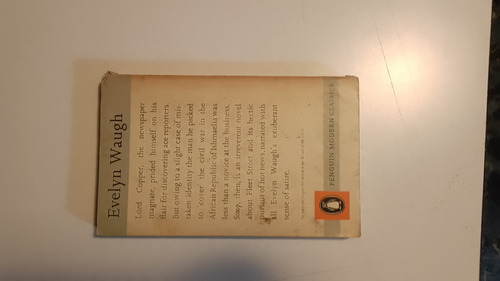 Evelyn Waugh
Lord Copper, the newspaper
magnate, prided himself on his
flair for discovering ace reporters.
But owing to a slight case of mis-
taken identity the man he picked
to 'cover' the civil war in the
African Republic of Ishmaelia was
less than a novice at the business.
Scoop, then, is an irreverent novel
about Fleet Street and its hectic
pursuit of hot news, narrated with
all Evelyn Waugh's exuberant
sense of satire.
PENGUIN MODERN CLASSICS